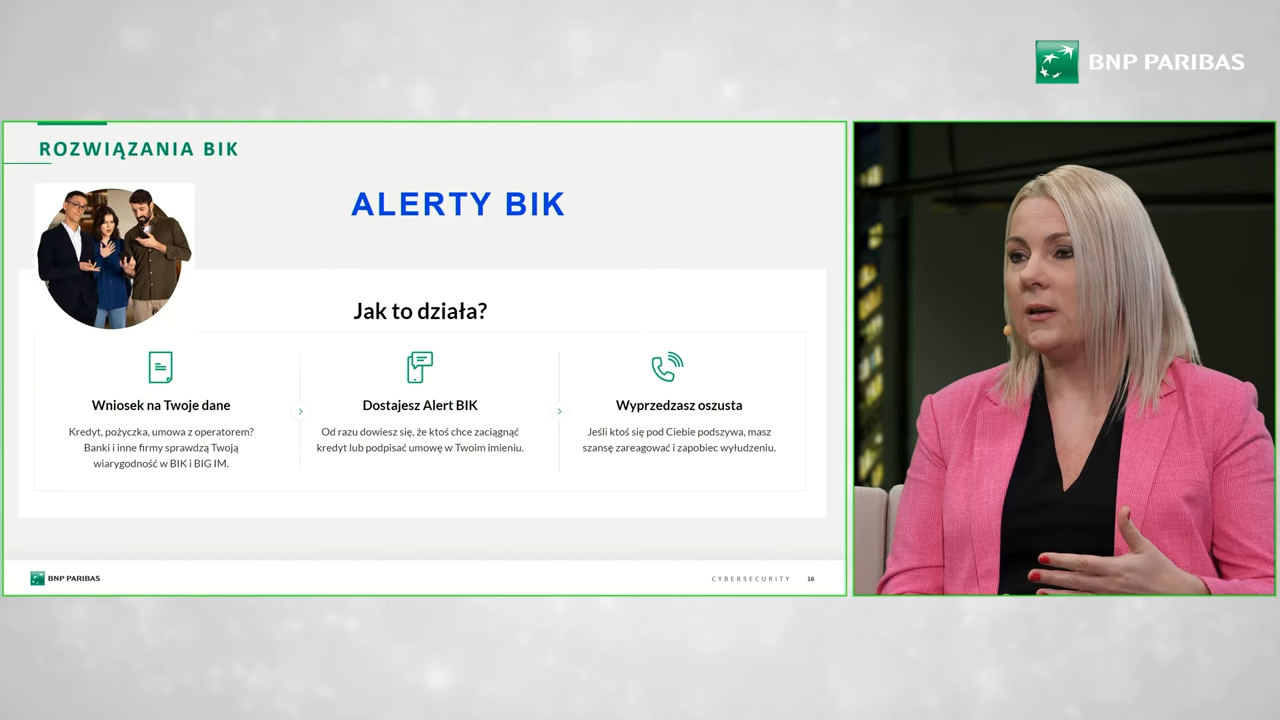 BNP PARIBAS
ROZWIĄZANIA BIK
ALERTY BIK
Jak to działa?
Wniosek na Twoje dane
Kredyt, pożyczka, umowa z operatorem?
Banki i inne firmy sprawdzą Twoją
wiarygodność w BIK i BIG IM.
Dostajesz Alert BIK
Od razu dowiesz się, że ktoś chce zaciągnąć
kredyt lub podpisać umowę w Twoim imieniu.
Wyprzedzasz oszusta
Jeśli ktoś się pod Ciebie podszywa, masz
szansę zareagować i zapobiec wyłudzeniu.
BNP PARIBAS
CYBERSECURITY 16